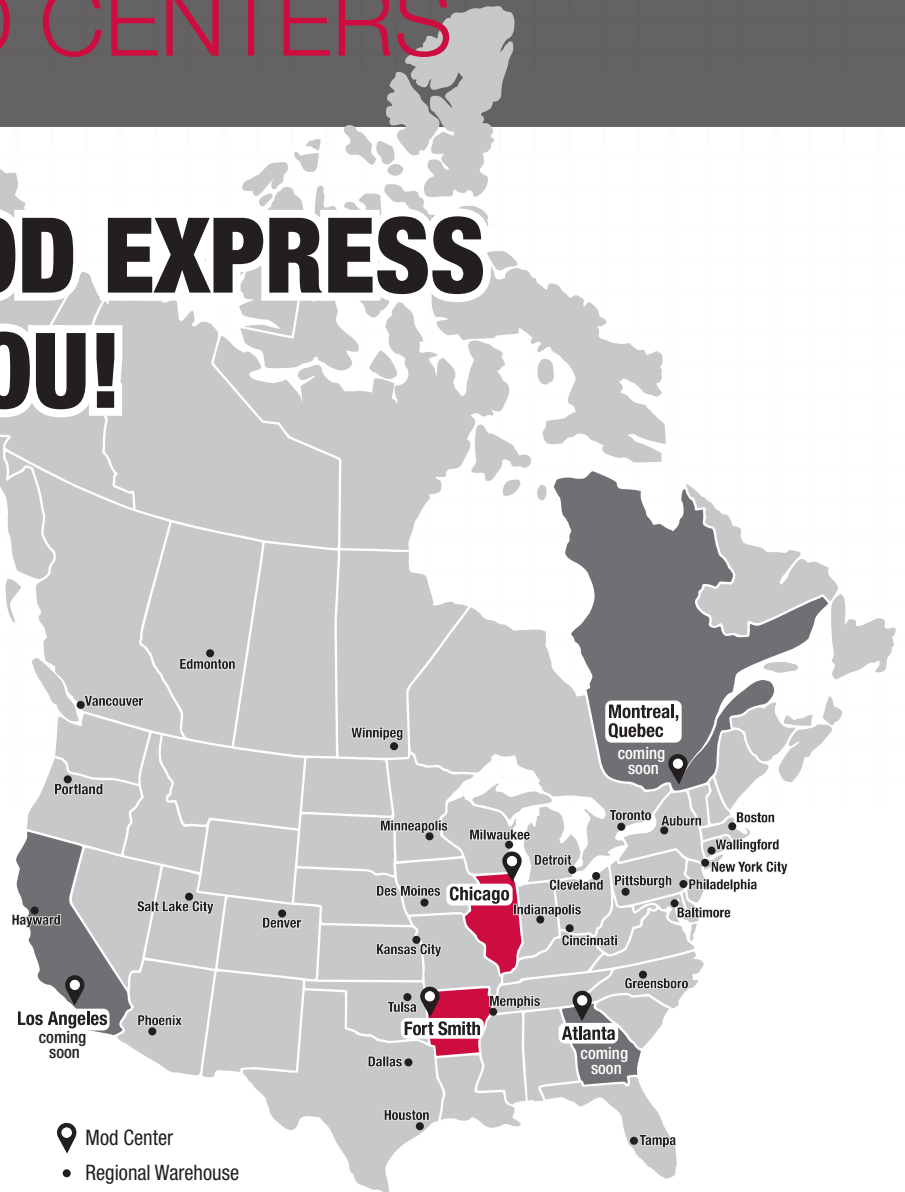 D CENTERS
OD EXPRESS
OU!
Edmonton
Vancouver
Winnipeg
Montreal,
Quebec
coming
soon
Portland
Minneapolis
Milwaukee
Toronto
Auburn
Boston
Wallingford
New York City
Detroit
Cleveland
Pittsburgh
Philadelphia
Baltimore
Des Moines
Chicago
Indianapolis
Cincinnati
Salt Lake City
Denver
Hayward
Kansas City
Greensboro
Los Angeles
coming
soon
Phoenix
Tulsa
Fort Smith
Memphis
Atlanta
coming
soon
Dallas
Houston
Tampa
Mod Center
Regional Warehouse